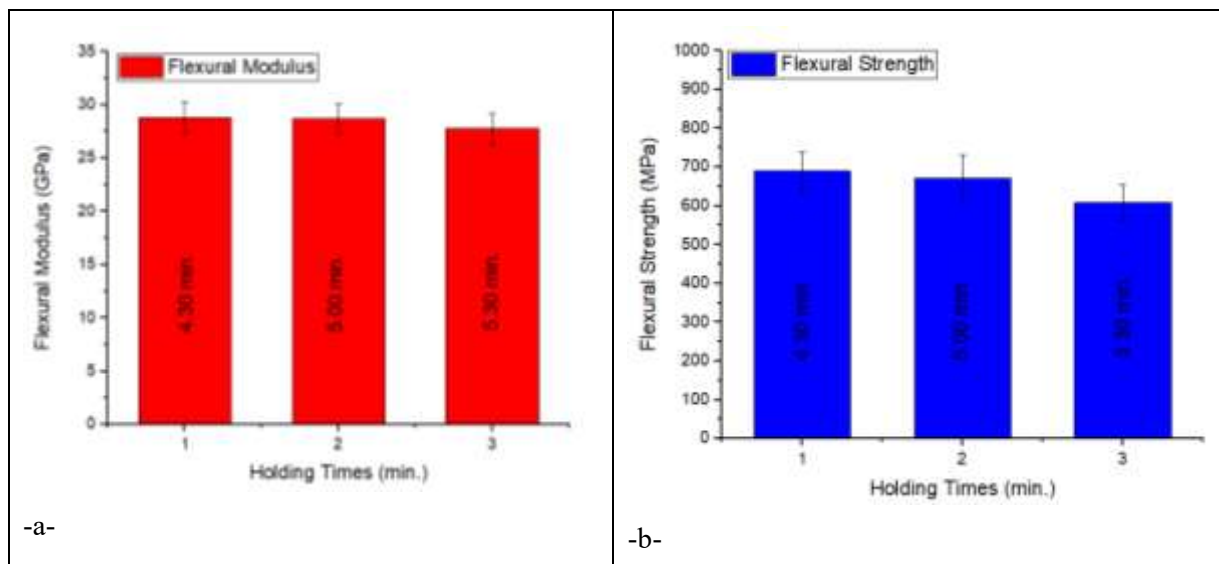 Flexural Modulus
Flexural Modulus (GPa)
35
30
25
20
15
10
5
0
4.30 min.
5.00 min.
5.30 min.
1
2
3
Holding Times (min.)
-a-
Flexural Strength
Flexural Strength (MPa)
1000
900
800
700
600
500
400
300
200
100
0
4.30 min
5.00 min
5.30 min
1
2
3
Holding Times (min.)
-b-